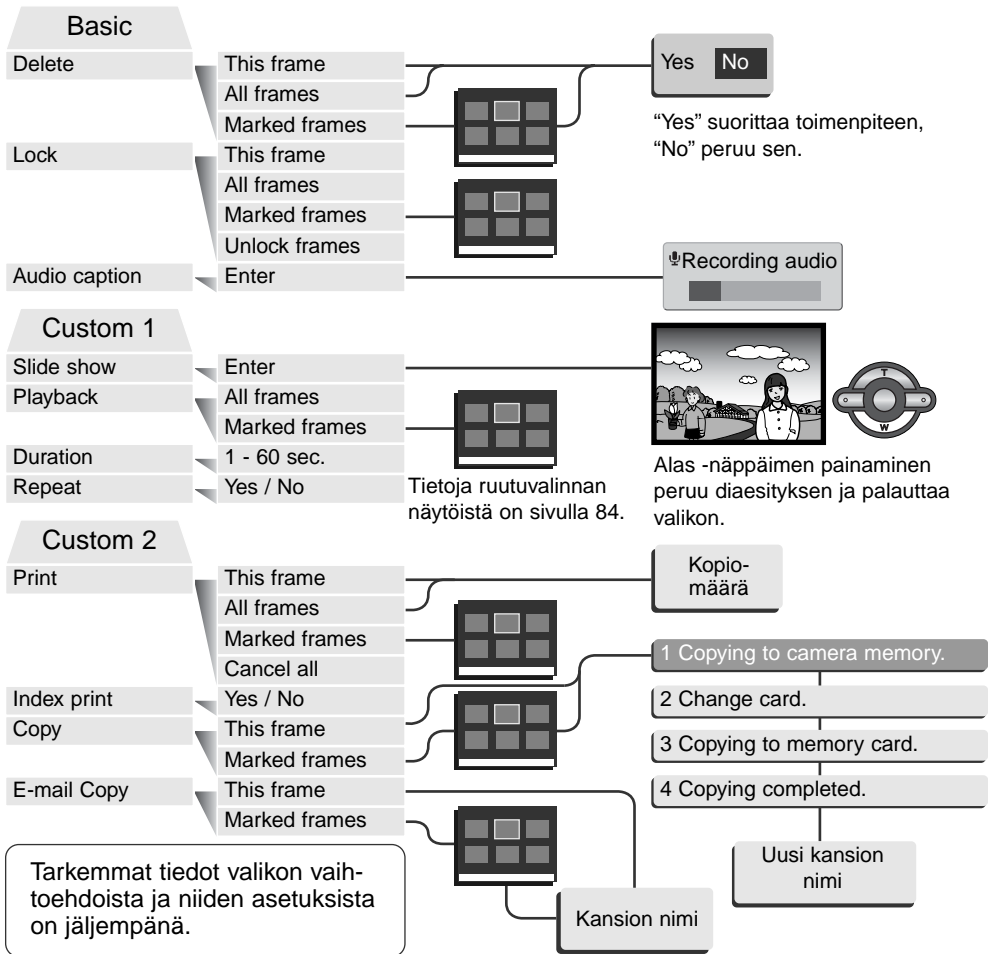 Basic
Delete
This frame
All frames
Marked frames
Yes No
“Yes” suorittaa toimenpiteen,
“No” peruu sen.
Lock
This frame
All frames
Marked frames
Unlock frames
Audio caption
Enter
Recording audio
Custom 1
Slide show
Enter
Playback
All frames
Marked frames
Duration
1 - 60 sec.
Repeat
Yes / No
Tietoja ruutuvalinnan
näytöistä on sivulla 84.
T
W
Alas -näppäimen painaminen
peruu diaesityksen ja palauttaa
valikon.
Custom 2
Print
This frame
All frames
Marked frames
Cancel all
Kopio-
määrä
Index print
Yes / No
Copy
This frame
Marked frames
1 Copying to camera memory.
2 Change card.
3 Copying to memory card.
4 Copying completed.
Uusi kansion
nimi
E-mail Copy
This frame
Marked frames
Kansion nimi
Tarkemmat tiedot valikon vaih-
toehdoista ja niiden asetuksista
on jäljempänä.